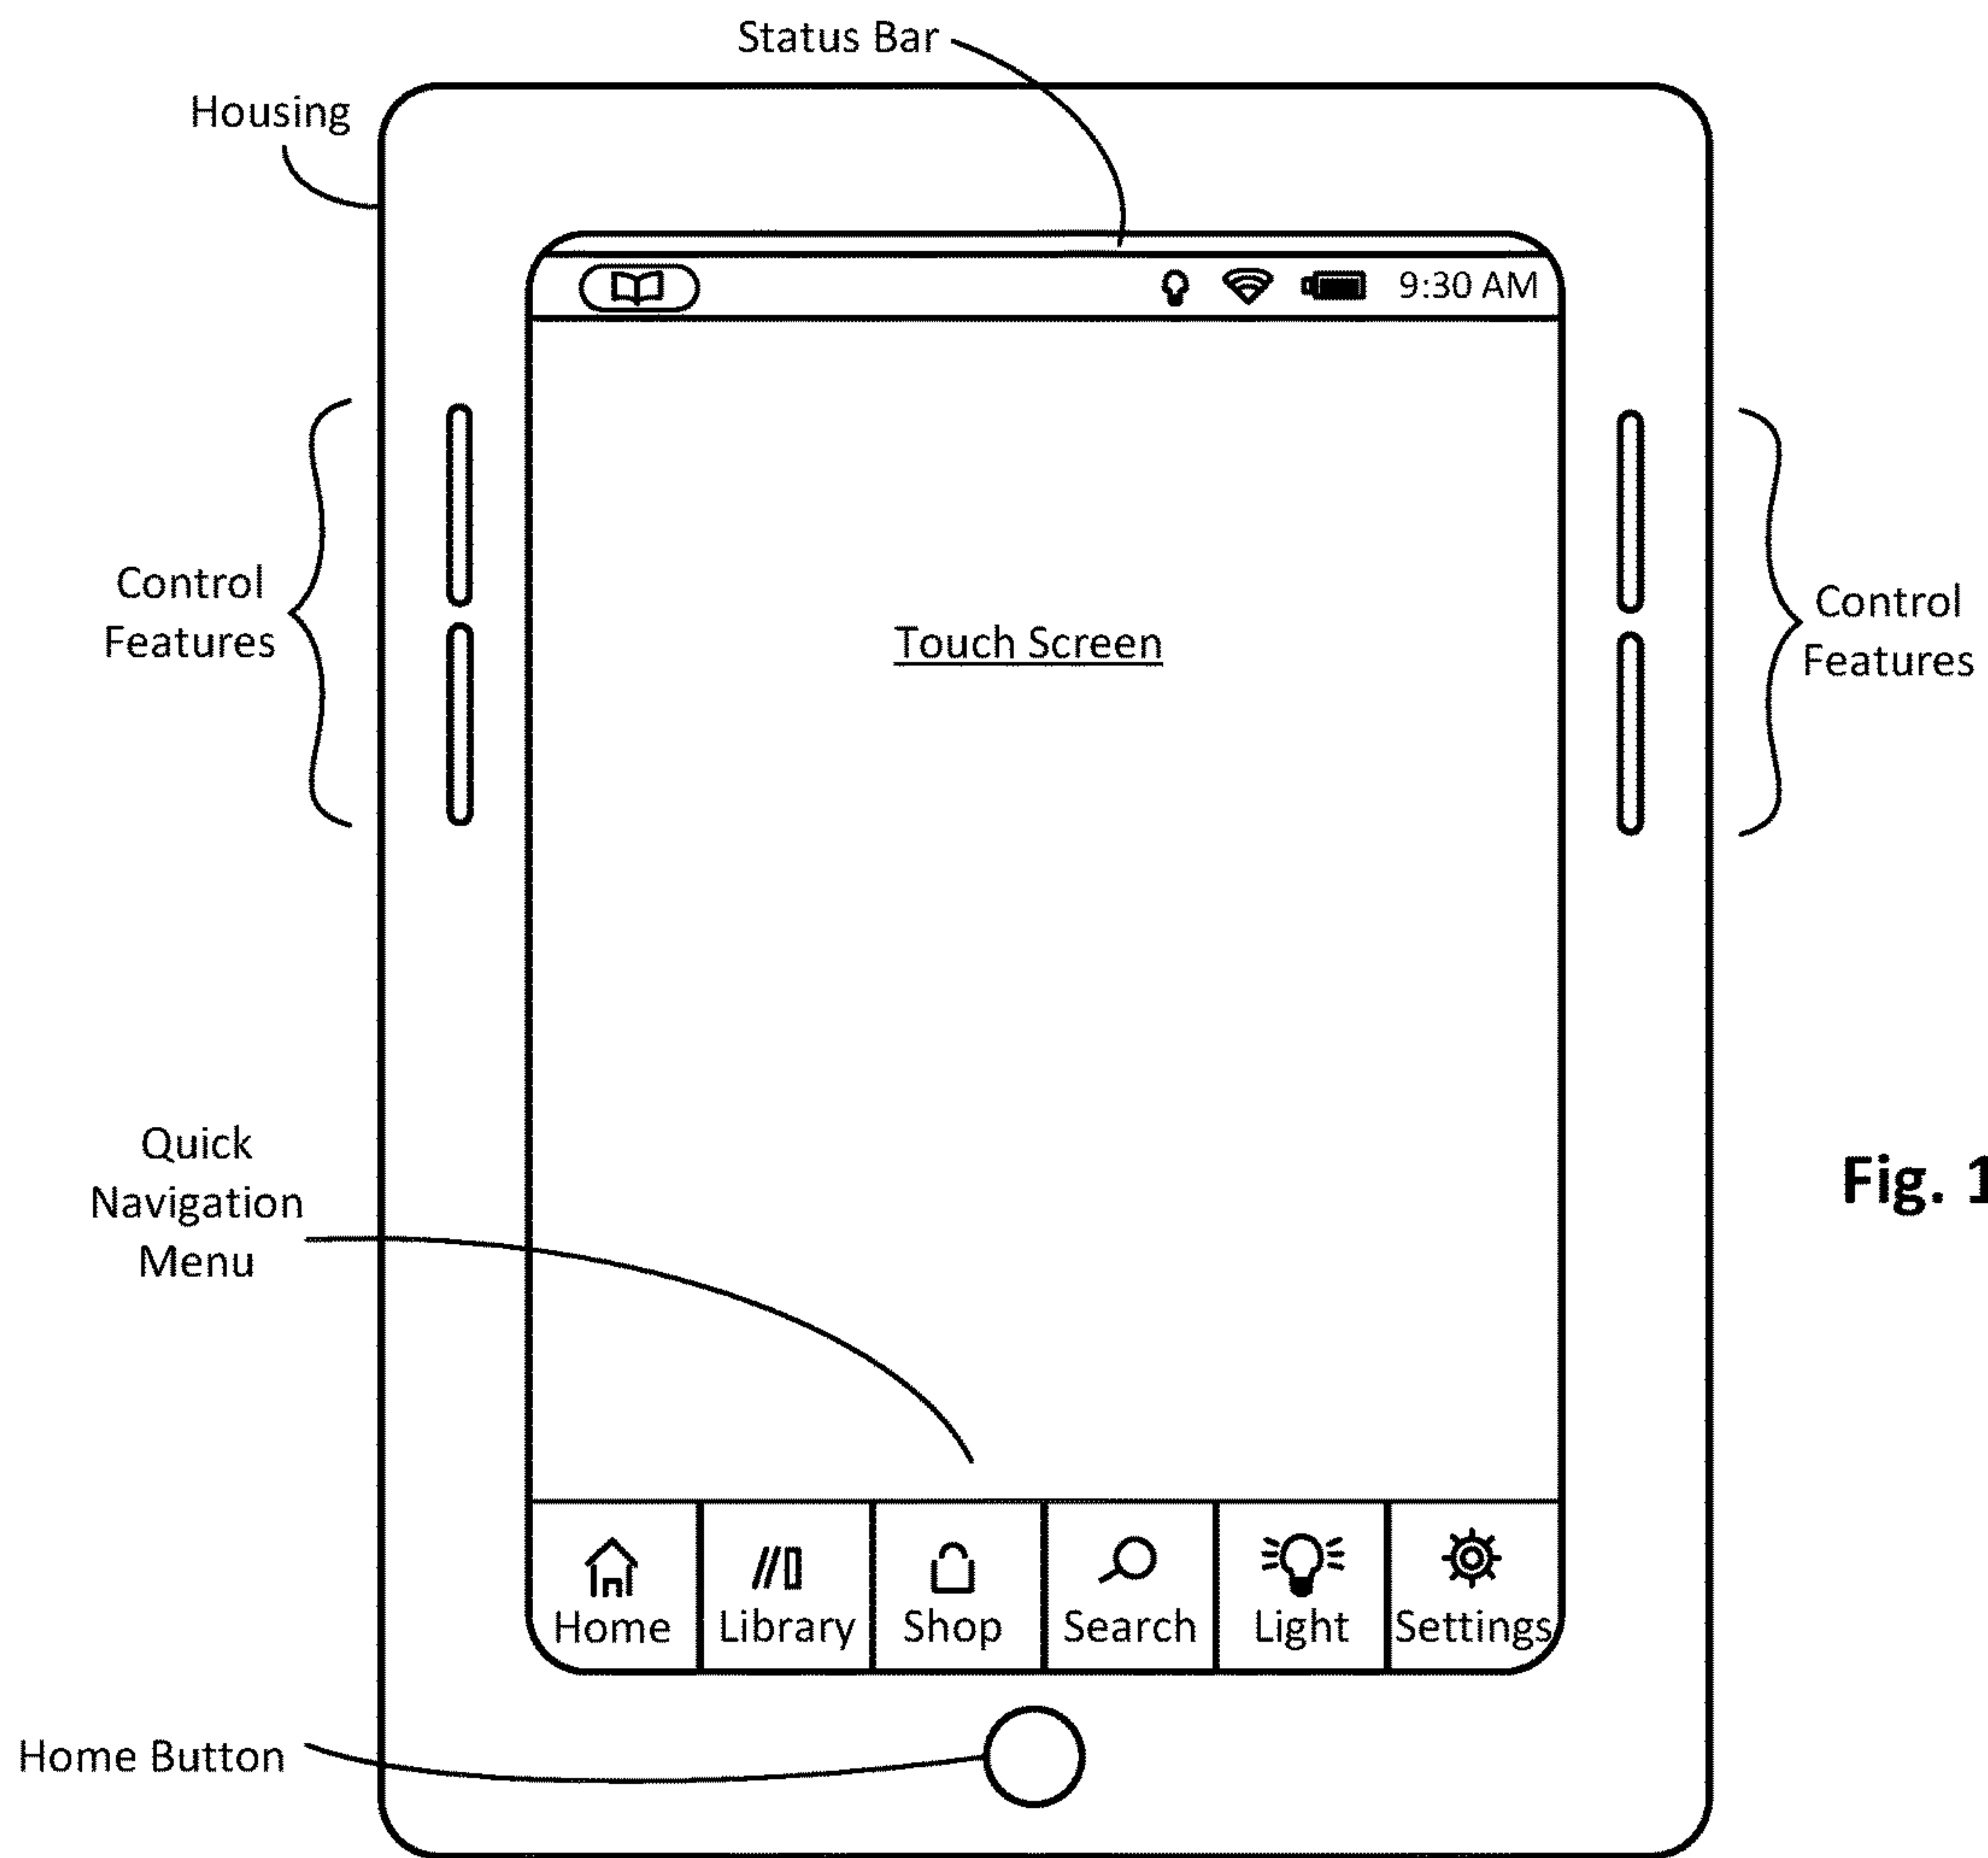 Status Bar
Housing
9:30 AM
Control
Features
Touch Screen
Control
Features
Quick
Navigation
Menu
Fig. 1
Home Library Shop Search Light Settings
Home Button